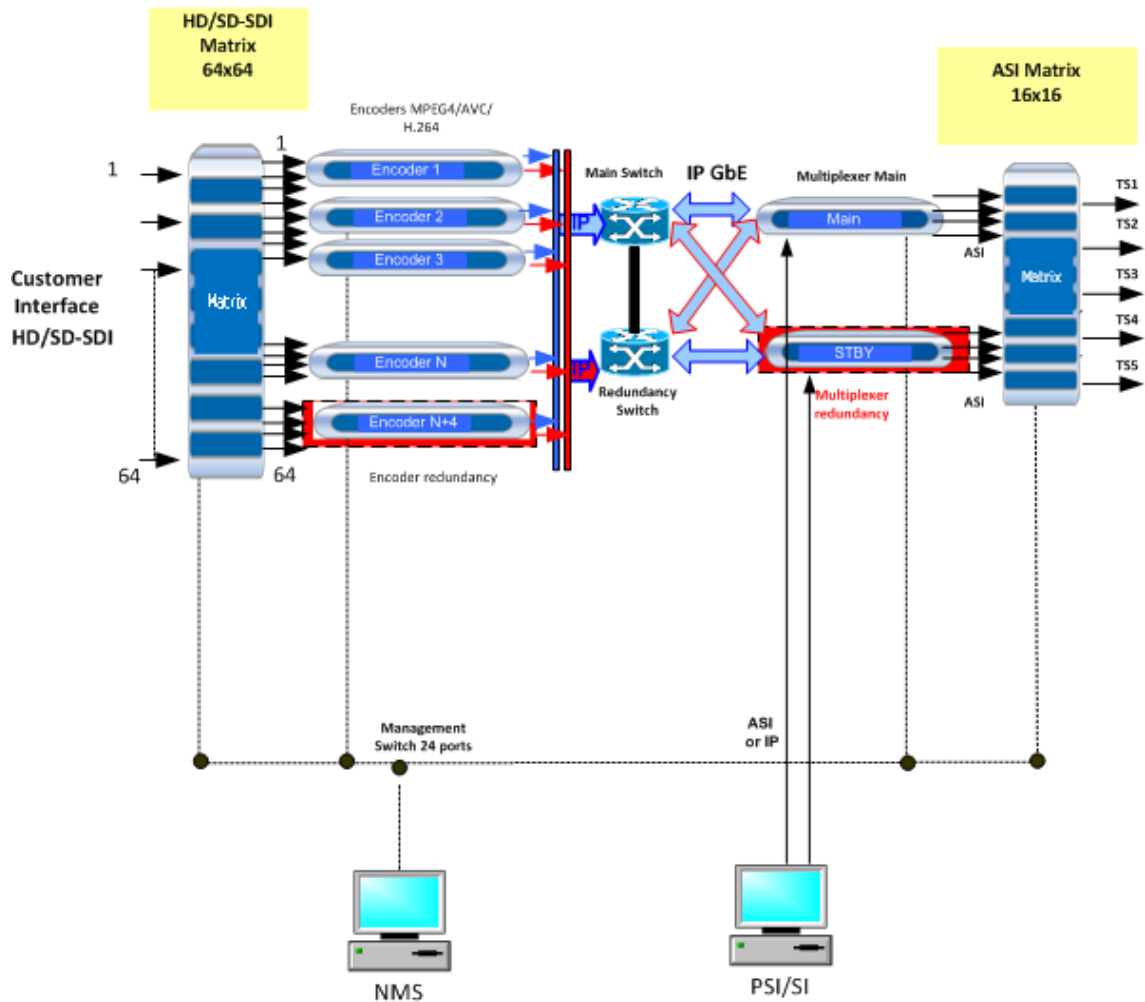 HD/SD-SDI
Matrix
64x64
ASI Matrix
16x16
Encoders MPEG4/AVC/
H.264
1
1
Encoder 1
Encoder 2
Encoder 3
Encoder N
Encoder N+4
Encoder redundancy
Customer
Interface
HD/SD-SDI
Matrix
64
64
IP
IP
Main Switch
IP GbE
Redundancy
Switch
Multiplexer Main
Main
STBY
Multiplexer
redundancy
ASI
ASI
Matrix
TS1
TS2
TS3
TS4
TS5
Management
Switch 24 ports
ASI
or IP
NMS
PSI/SI